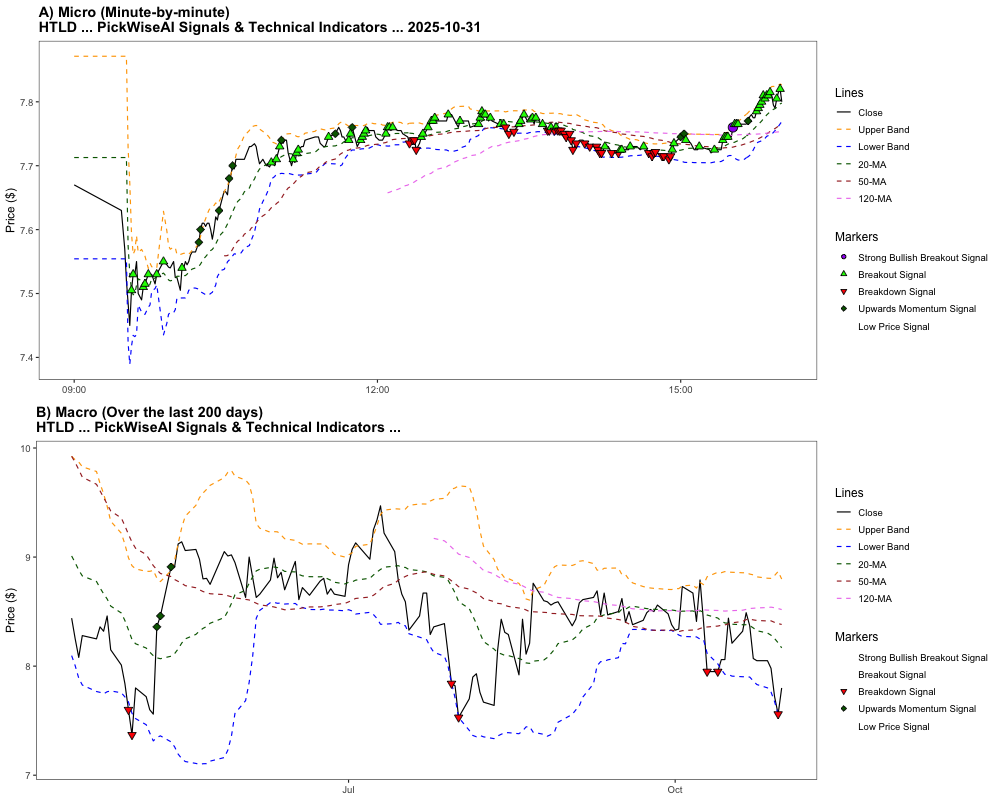 A) Micro (Minute-by-minute)
HTLD ... PickWiseAI Signals & Technical Indicators ... 2025-10-31
Price ($)
7.8
7.7
7.6
7.5
7.4
09:00
12:00
15:00
Lines
Close
Upper Band
Lower Band
20-MA
50-MA
120-MA
Markers
Strong Bullish Breakout Signal
Breakout Signal
Breakdown Signal
Upwards Momentum Signal
Low Price Signal
B) Macro (Over the last 200 days)
HTLD ... PickWiseAI Signals & Technical Indicators ...
Price ($)
10
9
8
7
Jul
Oct
Lines
Close
Upper Band
Lower Band
20-MA
50-MA
120-MA
Markers
Strong Bullish Breakout Signal
Breakout Signal
Breakdown Signal
Upwards Momentum Signal
Low Price Signal